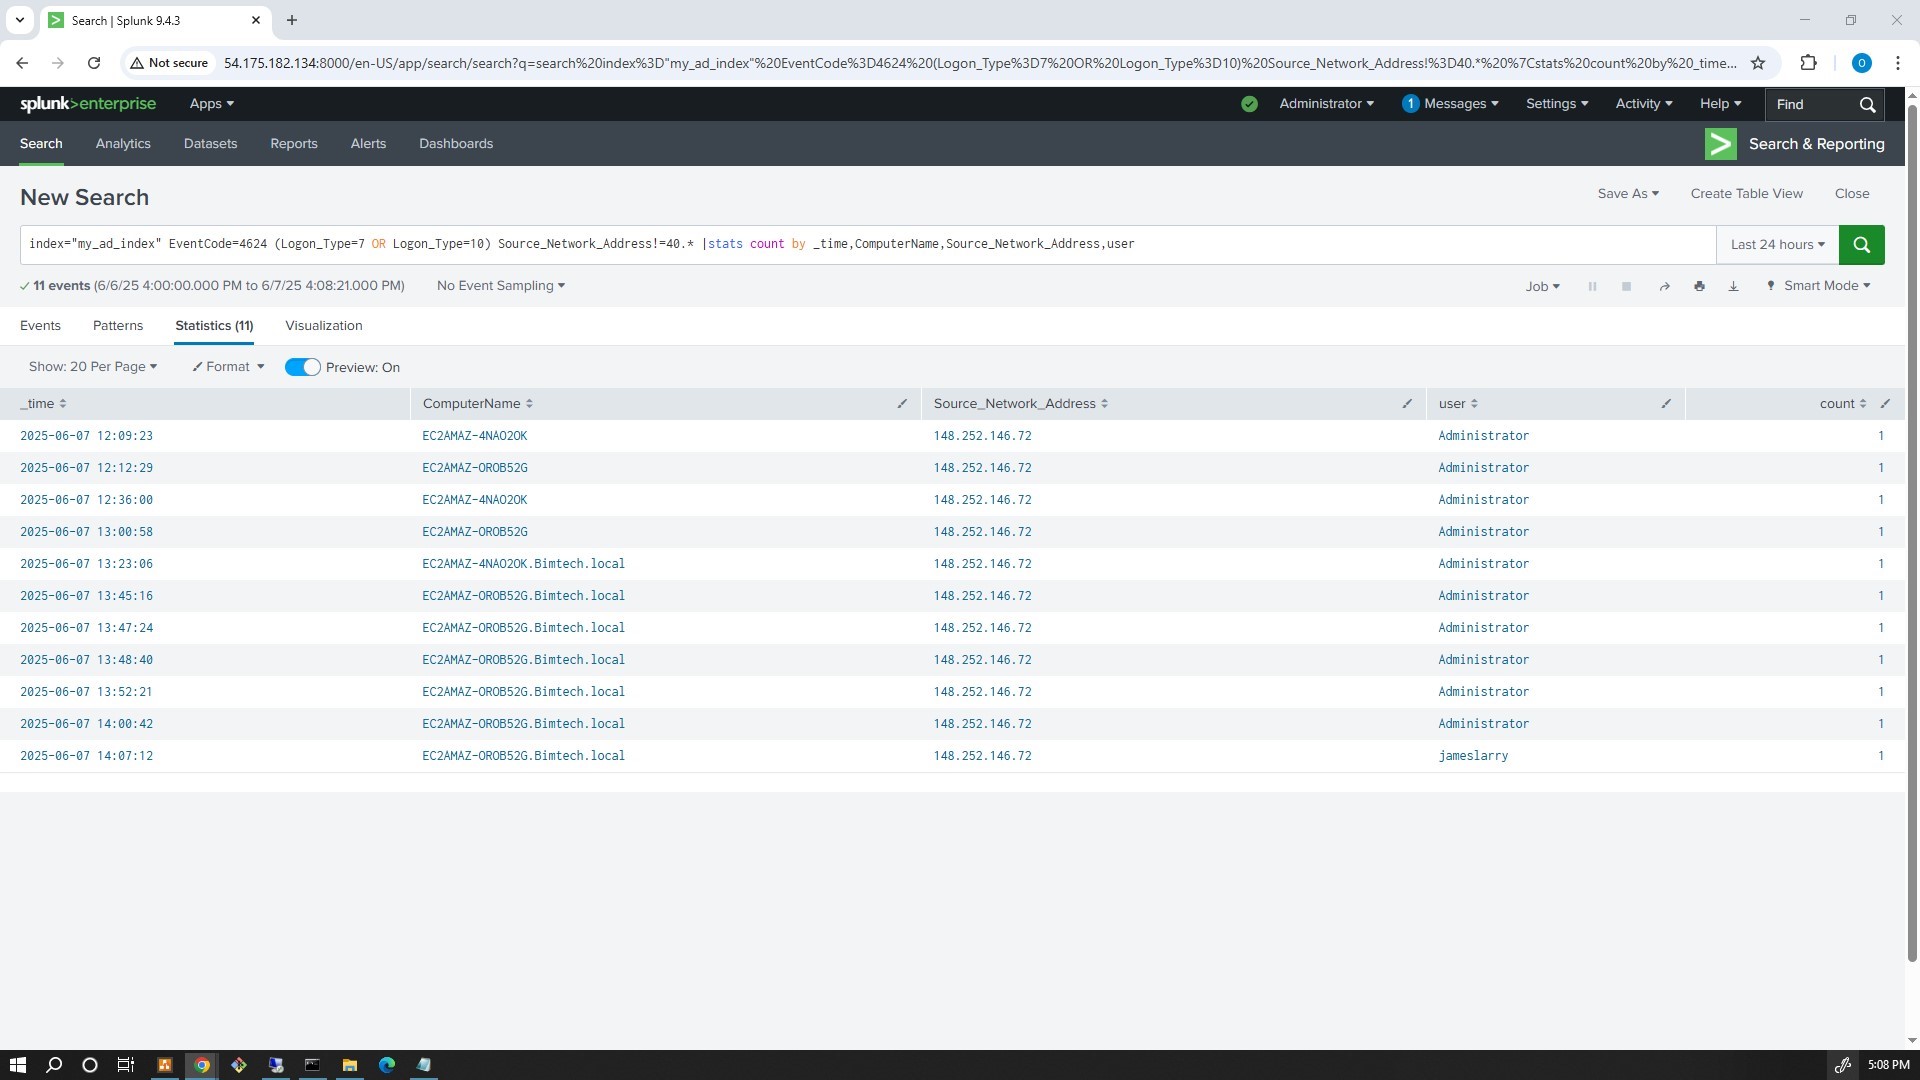 Search | Splunk 9.4.3
Not secure
54.175.182.134:8000/en-US/app/search/search?q=search%20index%3D"my_ad_index"%20EventCode%3D4624%20(Logon_Type%3D7%20OR%20Logon_Type%3D10)%20Source_Network_Address!%3D40.*%20%7Cstats%20count%20by%20_time...
O
splunk>enterprise Apps
Administrator 1 Messages Settings Activity Help Find
Search Analytics Datasets Reports Alerts Dashboards
> Search & Reporting
New Search
Save As Create Table View Close
index="my_ad_index" EventCode=4624 (Logon_Type=7 OR Logon_Type=10) Source_Network_Address!=40.* |stats count by _time,ComputerName,Source_Network_Address,user
Last 24 hours
11 events (6/6/25 4:00:00.000 PM to 6/7/25 4:08:21.000 PM) No Event Sampling
Job Smart Mode
Events Patterns Statistics (11) Visualization
Show: 20 Per Page Format Preview: On
_time ComputerName Source_Network_Address user count
2025-06-07 12:09:23 EC2AMAZ-4NAO2OK 148.252.146.72 Administrator 1
2025-06-07 12:12:29 EC2AMAZ-OROB52G 148.252.146.72 Administrator 1
2025-06-07 12:36:00 EC2AMAZ-4NAO2OK 148.252.146.72 Administrator 1
2025-06-07 13:00:58 EC2AMAZ-OROB52G 148.252.146.72 Administrator 1
2025-06-07 13:23:06 EC2AMAZ-4NAO2OK.Bimtech.local 148.252.146.72 Administrator 1
2025-06-07 13:45:16 EC2AMAZ-OROB52G.Bimtech.local 148.252.146.72 Administrator 1
2025-06-07 13:47:24 EC2AMAZ-OROB52G.Bimtech.local 148.252.146.72 Administrator 1
2025-06-07 13:48:40 EC2AMAZ-OROB52G.Bimtech.local 148.252.146.72 Administrator 1
2025-06-07 13:52:21 EC2AMAZ-OROB52G.Bimtech.local 148.252.146.72 Administrator 1
2025-06-07 14:00:42 EC2AMAZ-OROB52G.Bimtech.local 148.252.146.72 Administrator 1
2025-06-07 14:07:12 EC2AMAZ-OROB52G.Bimtech.local 148.252.146.72 jameslarry 1
5:08 PM